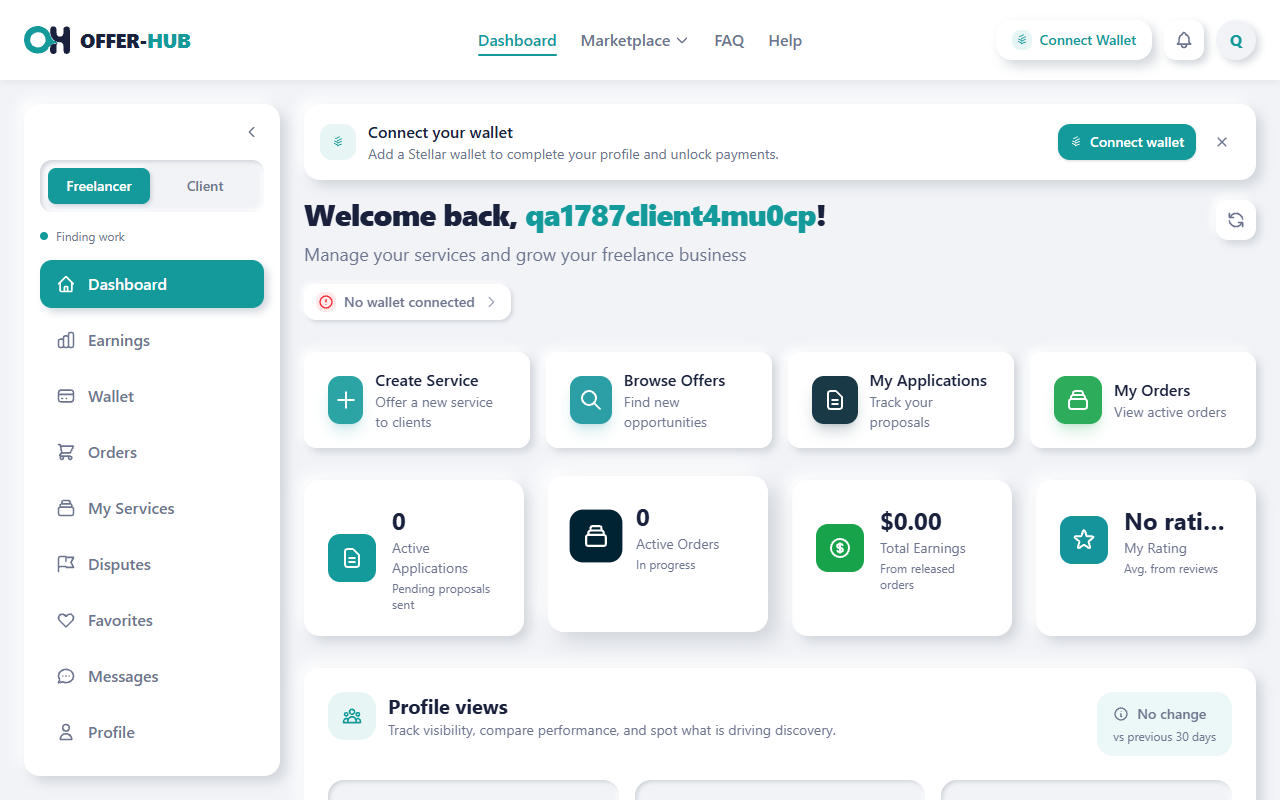 OH OFFER-HUB
Dashboard
Marketplace
FAQ
Help
Connect Wallet
Q
Freelancer
Client
Finding work
Dashboard
Earnings
Wallet
Orders
My Services
Disputes
Favorites
Messages
Profile
Connect your wallet
Add a Stellar wallet to complete your profile and unlock payments.
Connect wallet
Welcome back, qa1787client4mu0cp!
Manage your services and grow your freelance business
No wallet connected
Create Service
Offer a new service
to clients
Browse Offers
Find new
opportunities
My Applications
Track your
proposals
My Orders
View active orders
0
Active
Applications
Pending proposals
sent
0
Active Orders
In progress
$0.00
Total Earnings
From released
orders
No rati...
My Rating
Avg. from reviews
Profile views
Track visibility, compare performance, and spot what is driving discovery.
No change
vs previous 30 days